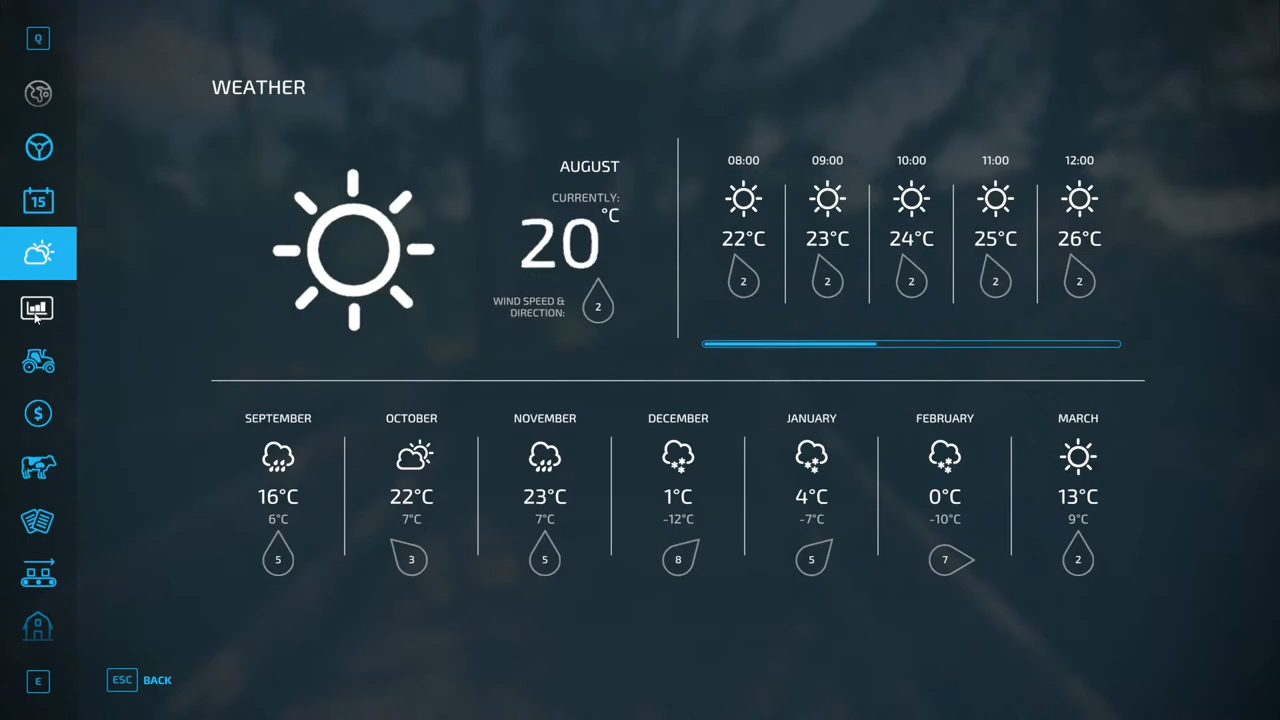 Q
15
E
WEATHER
AUGUST
CURRENTLY:
20 °C
WIND SPEED &
DIRECTION:
2
08:00 09:00 10:00 11:00 12:00
22°C 23°C 24°C 25°C 26°C
2 2 2 2 2
SEPTEMBER OCTOBER NOVEMBER DECEMBER JANUARY FEBRUARY MARCH
16°C 22°C 23°C 1°C 4°C 0°C 13°C
6°C 7°C 7°C -12°C -7°C -10°C 9°C
5 3 5 8 5 7 2
$
ESC BACK